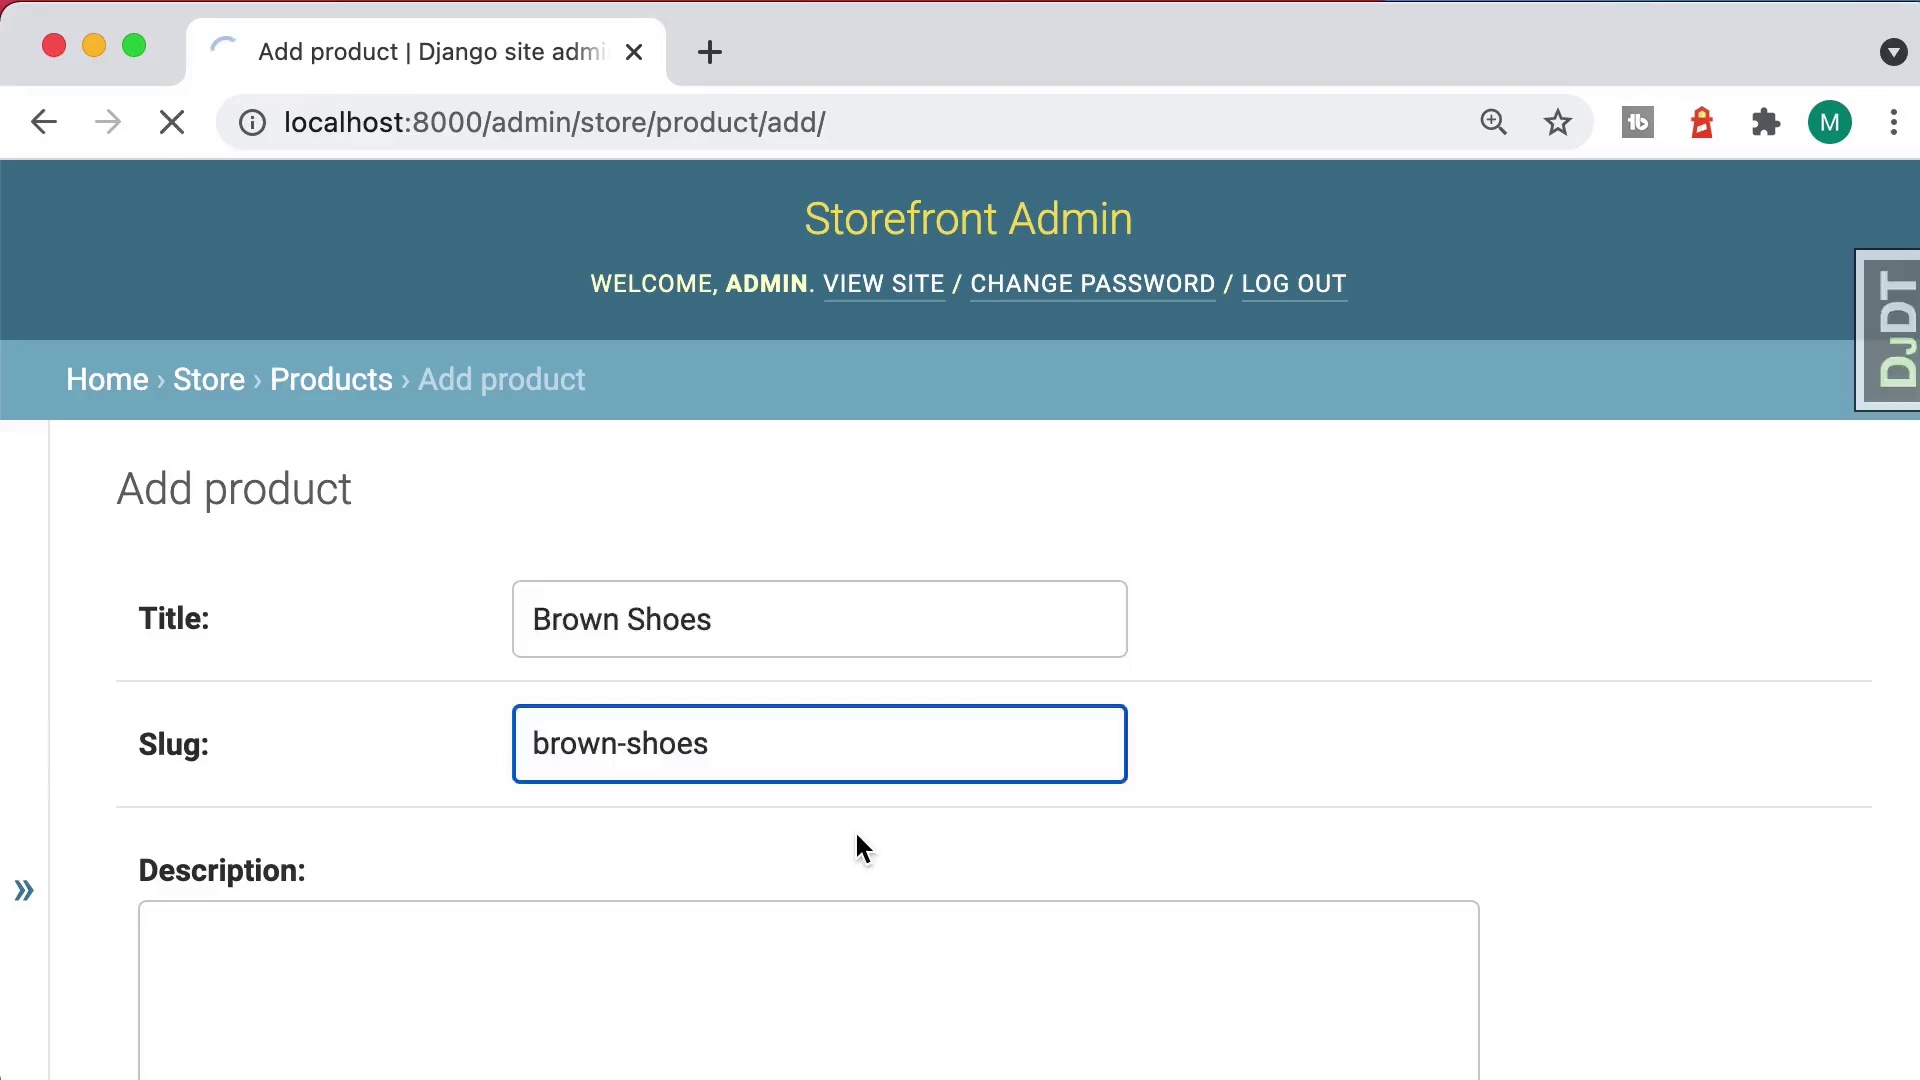 Add product | Django site admi
localhost:8000/admin/store/product/add/
M
Storefront Admin
WELCOME, ADMIN. VIEW SITE / CHANGE PASSWORD / LOG OUT
DJDT
Home › Store › Products › Add product
Add product
Title:
Brown Shoes
Slug:
brown-shoes
Description:
»